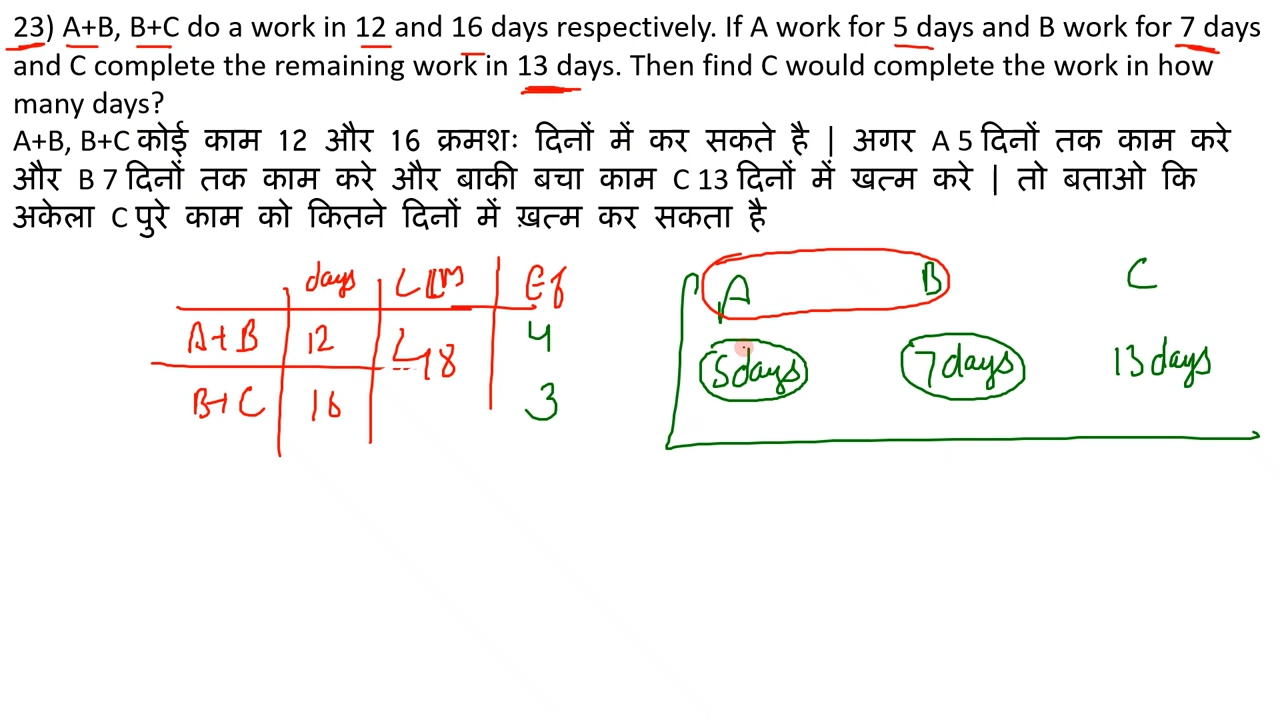 23) A+B, B+C do a work in 12 and 16 days respectively. If A work for 5 days and B work for 7 days
and C complete the remaining work in 13 days. Then find C would complete the work in how
many days?
A+B, B+C कोई काम 12 और 16 क्रमशः दिनों में कर सकते है | अगर A 5 दिनों तक काम करे
और B 7 दिनों तक काम करे और बाकी बचा काम C 13 दिनों में खत्म करे | तो बताओ कि
अकेला C पुरे काम को कितने दिनों में ख़त्म कर सकता है
days LCM Ef
A+B 12 48 4
B+C 16 3
A B C
5days 7days 13days